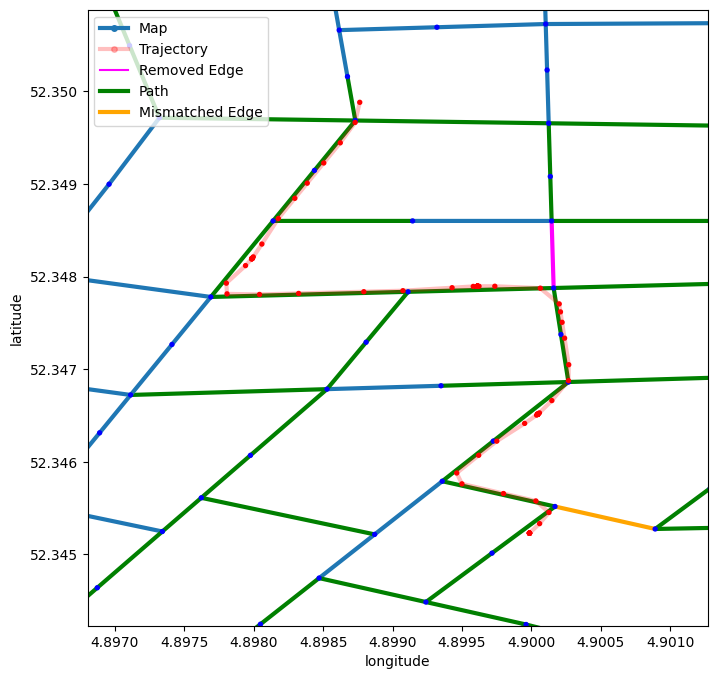 Map
Trajectory
Removed Edge
Path
Mismatched Edge
52.350
52.349
52.348
52.347
52.346
52.345
latitude
4.8970 4.8975 4.8980 4.8985 4.8990 4.8995 4.9000 4.9005 4.9010
longitude